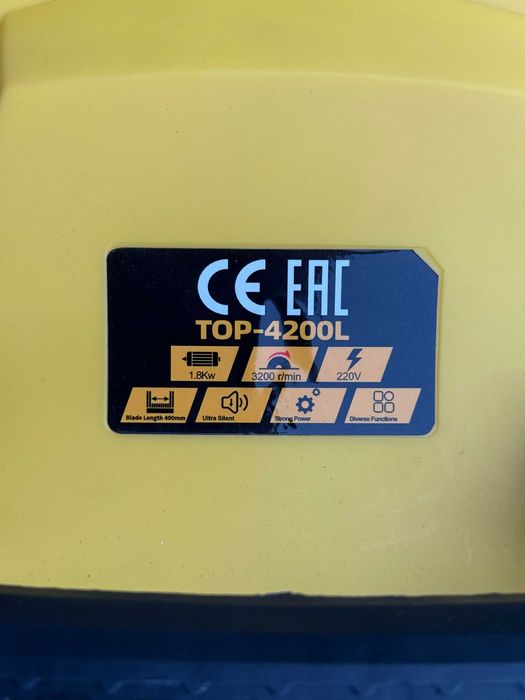 CE EAC
TOP-4200L
1.8Kw 3200 r/min 220V
Blade Length 400mm Ultra Silent Strong Power Diverse Functions